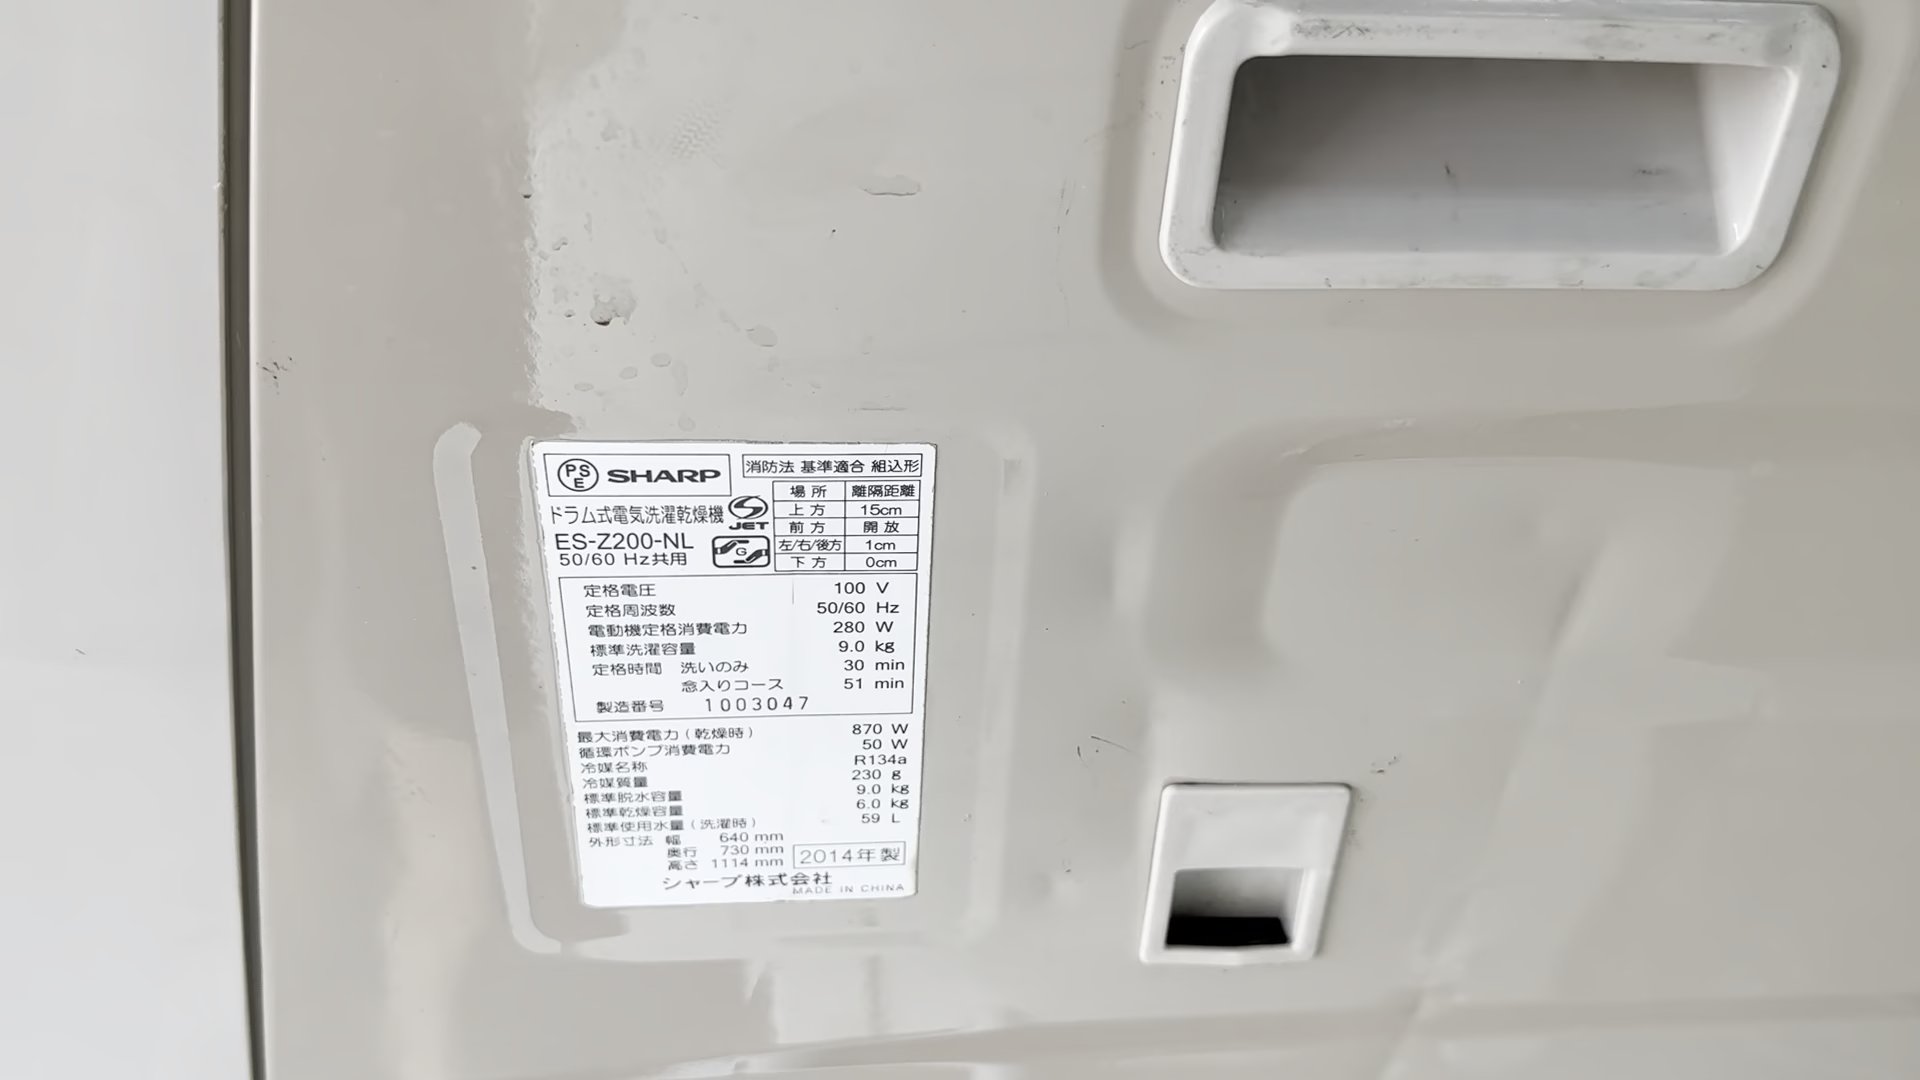 PSE SHARP
消防法 基準適合 組込形
場所 離隔距離
上方 15cm
前方 開放
左/右/後方 1cm
下方 0cm
ドラム式電気洗濯乾燥機
JET
ES-Z200-NL
G
50/60 Hz共用
定格電圧 100 V
定格周波数 50/60 Hz
電動機定格消費電力 280 W
標準洗濯容量 9.0 kg
定格時間 洗いのみ 30 min
念入りコース 51 min
製造番号 1003047
最大消費電力(乾燥時) 870 W
循環ポンプ消費電力 50 W
冷媒名称 R134a
冷媒質量 230 g
標準脱水容量 9.0 kg
標準乾燥容量 6.0 kg
標準使用水量(洗濯時) 59 L
外形寸法 幅 640 mm
奥行 730 mm
高さ 1114 mm
2014年製
シャープ株式会社
MADE IN CHINA